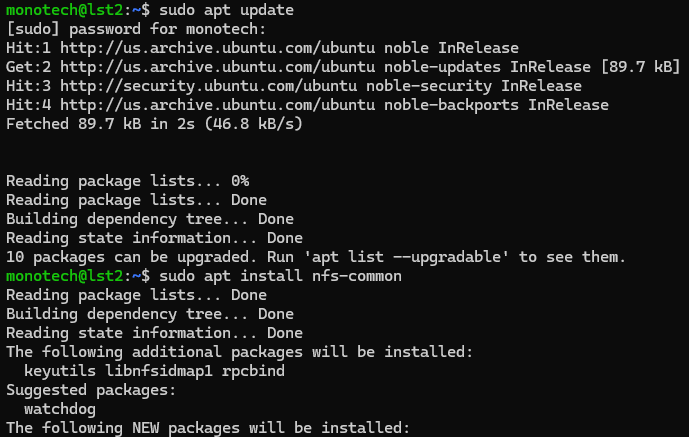 monotech@lst2:~$ sudo apt update
[sudo] password for monotech:
Hit:1 http://us.archive.ubuntu.com/ubuntu noble InRelease
Get:2 http://us.archive.ubuntu.com/ubuntu noble-updates InRelease [89.7 kB]
Hit:3 http://security.ubuntu.com/ubuntu noble-security InRelease
Hit:4 http://us.archive.ubuntu.com/ubuntu noble-backports InRelease
Fetched 89.7 kB in 2s (46.8 kB/s)
Reading package lists... 0%
Reading package lists... Done
Building dependency tree... Done
Reading state information... Done
10 packages can be upgraded. Run 'apt list --upgradable' to see them.
monotech@lst2:~$ sudo apt install nfs-common
Reading package lists... Done
Building dependency tree... Done
Reading state information... Done
The following additional packages will be installed:
  keyutils libnfsidmap1 rpcbind
Suggested packages:
  watchdog
The following NEW packages will be installed: